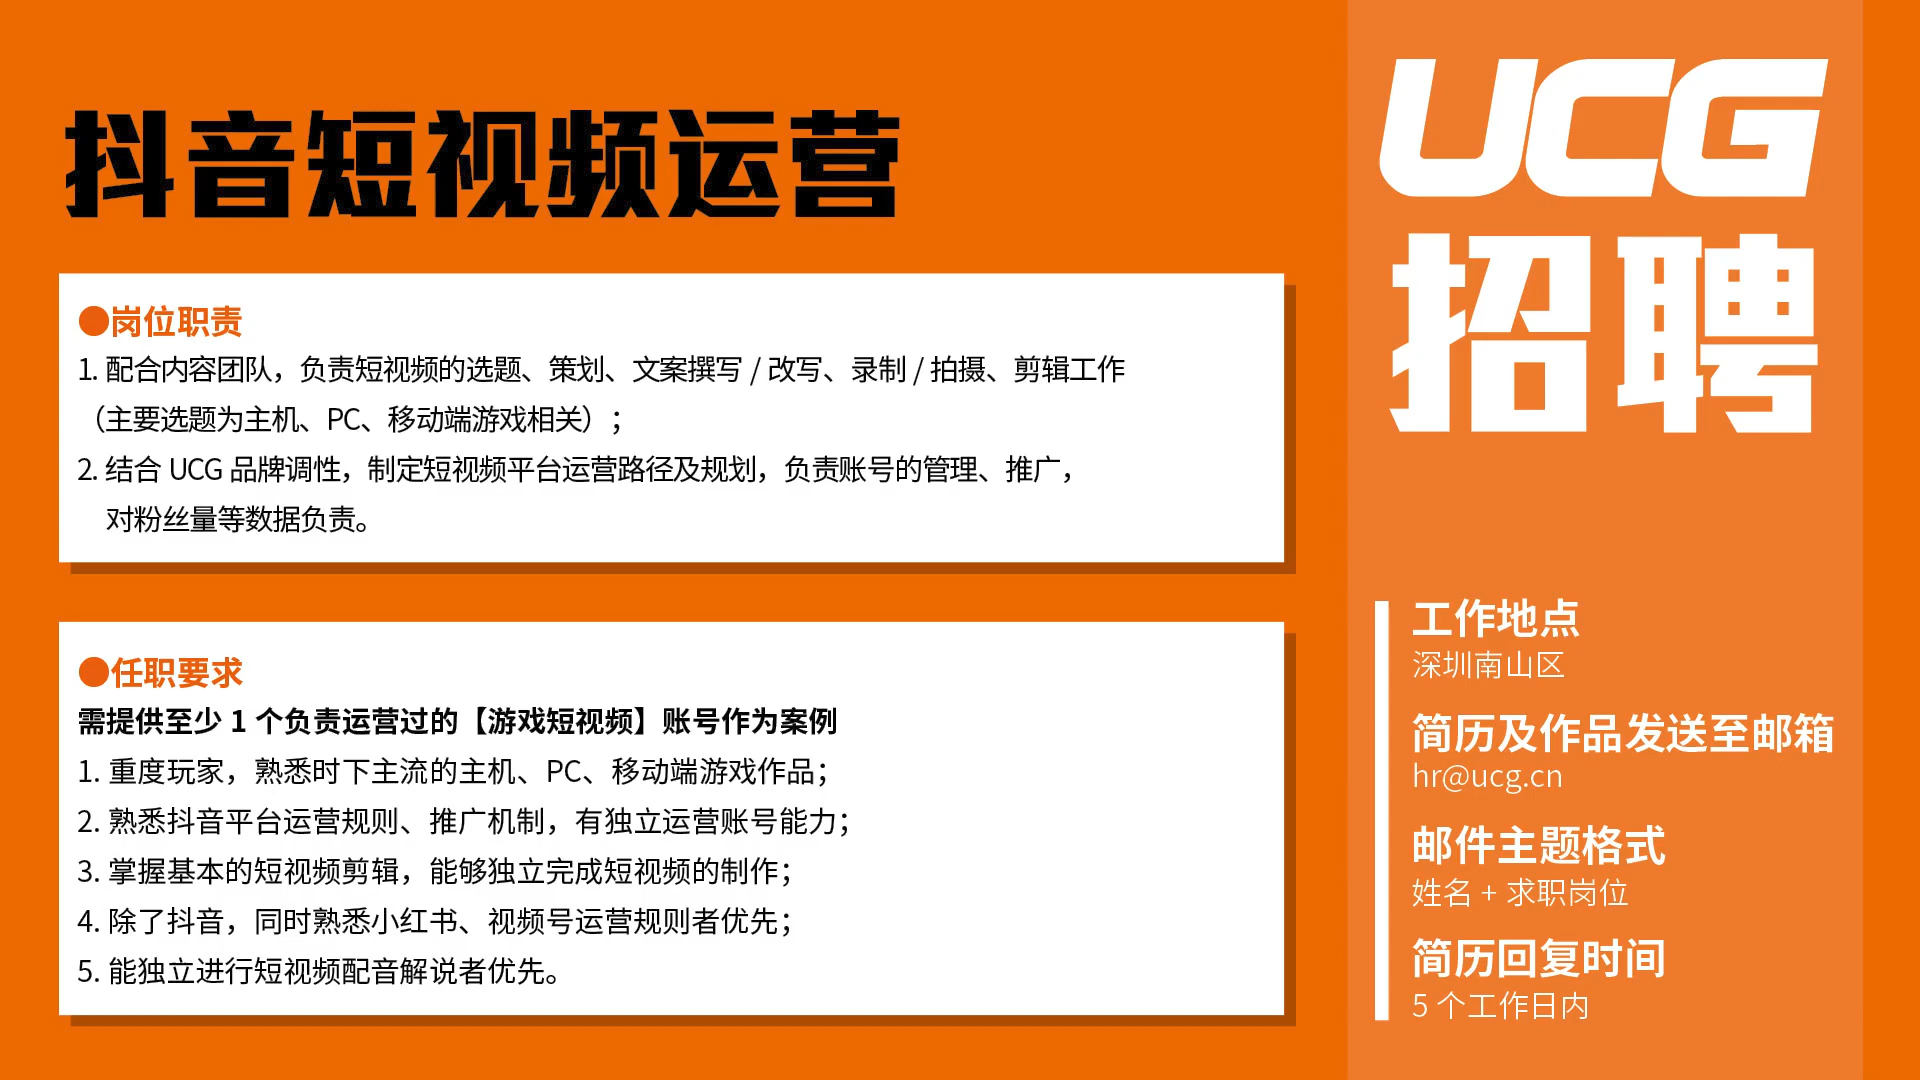 抖音短视频运营
●岗位职责
1. 配合内容团队，负责短视频的选题、策划、文案撰写 / 改写、录制 / 拍摄、剪辑工作
（主要选题为主机、PC、移动端游戏相关）；
2. 结合 UCG 品牌调性，制定短视频平台运营路径及规划，负责账号的管理、推广，
对粉丝量等数据负责。
●任职要求
需提供至少 1 个负责运营过的【游戏短视频】账号作为案例
1. 重度玩家，熟悉时下主流的主机、PC、移动端游戏作品；
2. 熟悉抖音平台运营规则、推广机制，有独立运营账号能力；
3. 掌握基本的短视频剪辑，能够独立完成短视频的制作；
4. 除了抖音，同时熟悉小红书、视频号运营规则者优先；
5. 能独立进行短视频配音解说者优先。
UCG
招聘
工作地点
深圳南山区
简历及作品发送至邮箱
hr@ucg.cn
邮件主题格式
姓名 + 求职岗位
简历回复时间
5 个工作日内